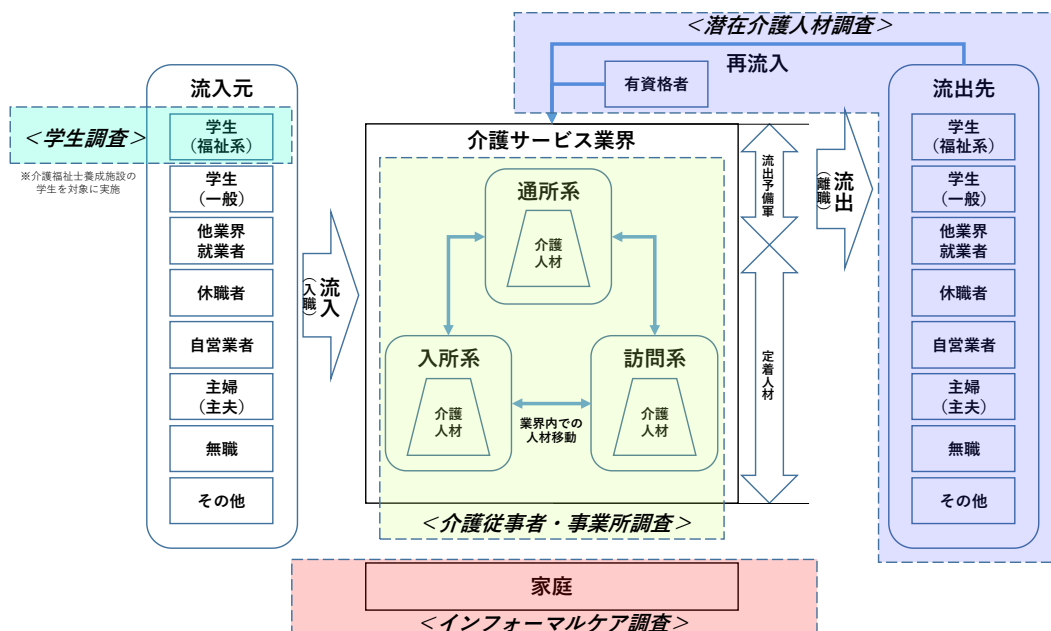 ＜潜在介護人材調査＞
再流入
有資格者
流入元
＜学生調査＞
学生
（福祉系）
※介護福祉士養成施設の
学生を対象に実施
学生
（一般）
他業界
就業者
休職者
自営業者
主婦
（主夫）
無職
その他
流入
（入職）
介護サービス業界
通所系
介護
人材
入所系
介護
人材
訪問系
介護
人材
業界内での
人材移動
＜介護従事者・事業所調査＞
流出予備軍
定着人材
流出
（離職）
流出先
学生
（福祉系）
学生
（一般）
他業界
就業者
休職者
自営業者
主婦
（主夫）
無職
その他
家庭
＜インフォーマルケア調査＞